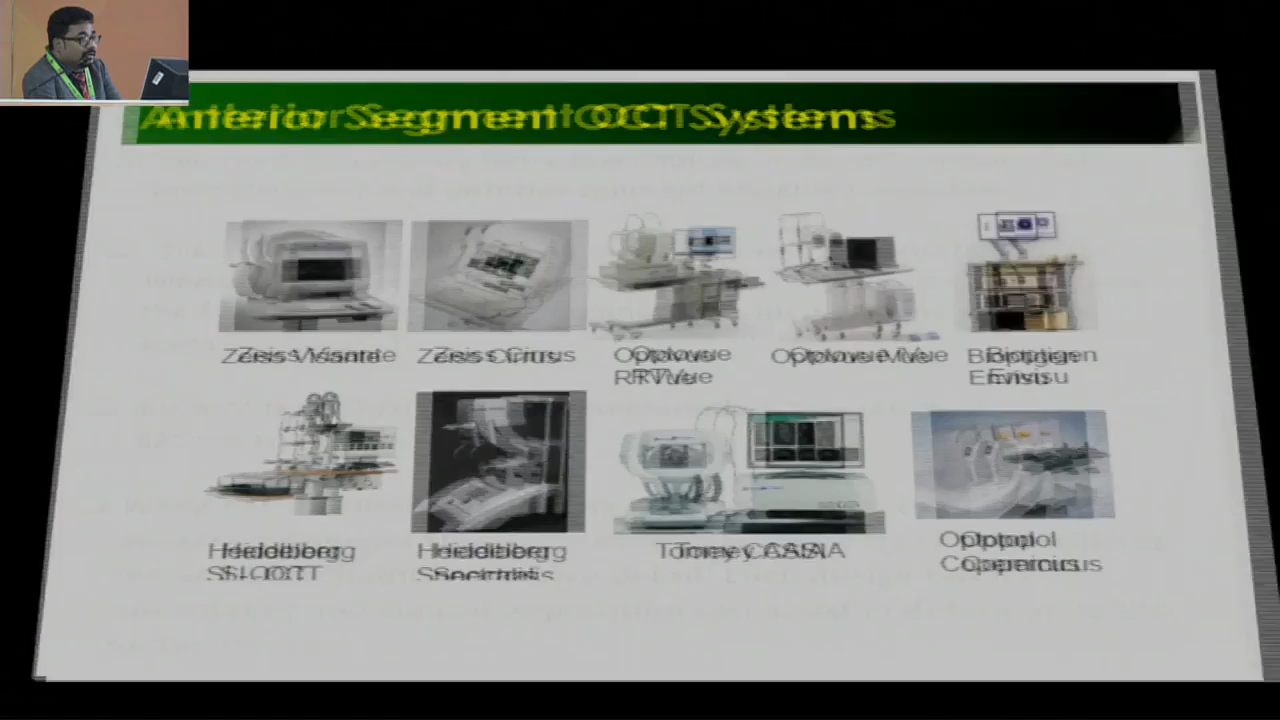 Anterior Segment OCT Systems
Zeiss Visante
Zeiss Cirrus
Optovue
RTVue
Optovue iVue
Bioptigen
Envisu
Heidelberg
SL-OCT
Heidelberg
Spectralis
Tomey CASIA
Optopol
Copernicus